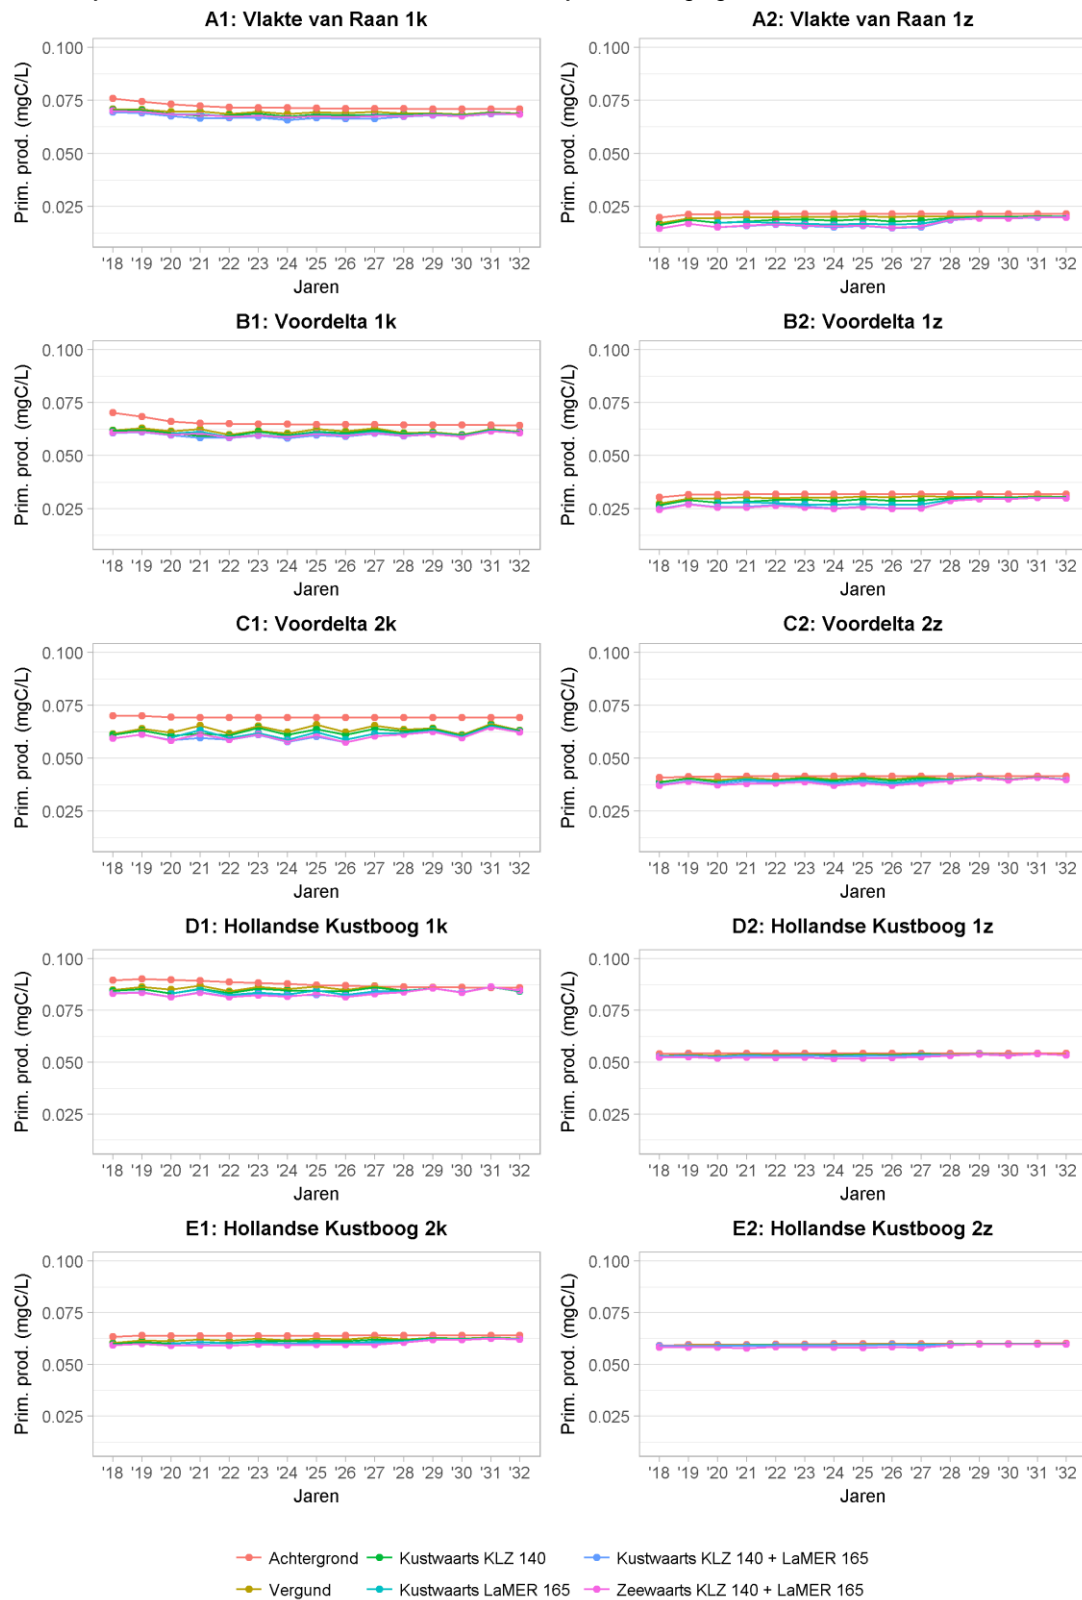 A1: Vlakte van Raan 1k
A2: Vlakte van Raan 1z
Prim. prod. (mgC/L)
0.100
0.075
0.050
0.025
'18 '19 '20 '21 '22 '23 '24 '25 '26 '27 '28 '29 '30 '31 '32
Jaren
Prim. prod. (mgC/L)
0.100
0.075
0.050
0.025
'18 '19 '20 '21 '22 '23 '24 '25 '26 '27 '28 '29 '30 '31 '32
Jaren
B1: Voordelta 1k
B2: Voordelta 1z
Prim. prod. (mgC/L)
0.100
0.075
0.050
0.025
'18 '19 '20 '21 '22 '23 '24 '25 '26 '27 '28 '29 '30 '31 '32
Jaren
Prim. prod. (mgC/L)
0.100
0.075
0.050
0.025
'18 '19 '20 '21 '22 '23 '24 '25 '26 '27 '28 '29 '30 '31 '32
Jaren
C1: Voordelta 2k
C2: Voordelta 2z
Prim. prod. (mgC/L)
0.100
0.075
0.050
0.025
'18 '19 '20 '21 '22 '23 '24 '25 '26 '27 '28 '29 '30 '31 '32
Jaren
Prim. prod. (mgC/L)
0.100
0.075
0.050
0.025
'18 '19 '20 '21 '22 '23 '24 '25 '26 '27 '28 '29 '30 '31 '32
Jaren
D1: Hollandse Kustboog 1k
D2: Hollandse Kustboog 1z
Prim. prod. (mgC/L)
0.100
0.075
0.050
0.025
'18 '19 '20 '21 '22 '23 '24 '25 '26 '27 '28 '29 '30 '31 '32
Jaren
Prim. prod. (mgC/L)
0.100
0.075
0.050
0.025
'18 '19 '20 '21 '22 '23 '24 '25 '26 '27 '28 '29 '30 '31 '32
Jaren
E1: Hollandse Kustboog 2k
E2: Hollandse Kustboog 2z
Prim. prod. (mgC/L)
0.100
0.075
0.050
0.025
'18 '19 '20 '21 '22 '23 '24 '25 '26 '27 '28 '29 '30 '31 '32
Jaren
Prim. prod. (mgC/L)
0.100
0.075
0.050
0.025
'18 '19 '20 '21 '22 '23 '24 '25 '26 '27 '28 '29 '30 '31 '32
Jaren
Achtergrond Kustwaarts KLZ 140 Kustwaarts KLZ 140 + LaMER 165
Vergund Kustwaarts LaMER 165 Zeewaarts KLZ 140 + LaMER 165